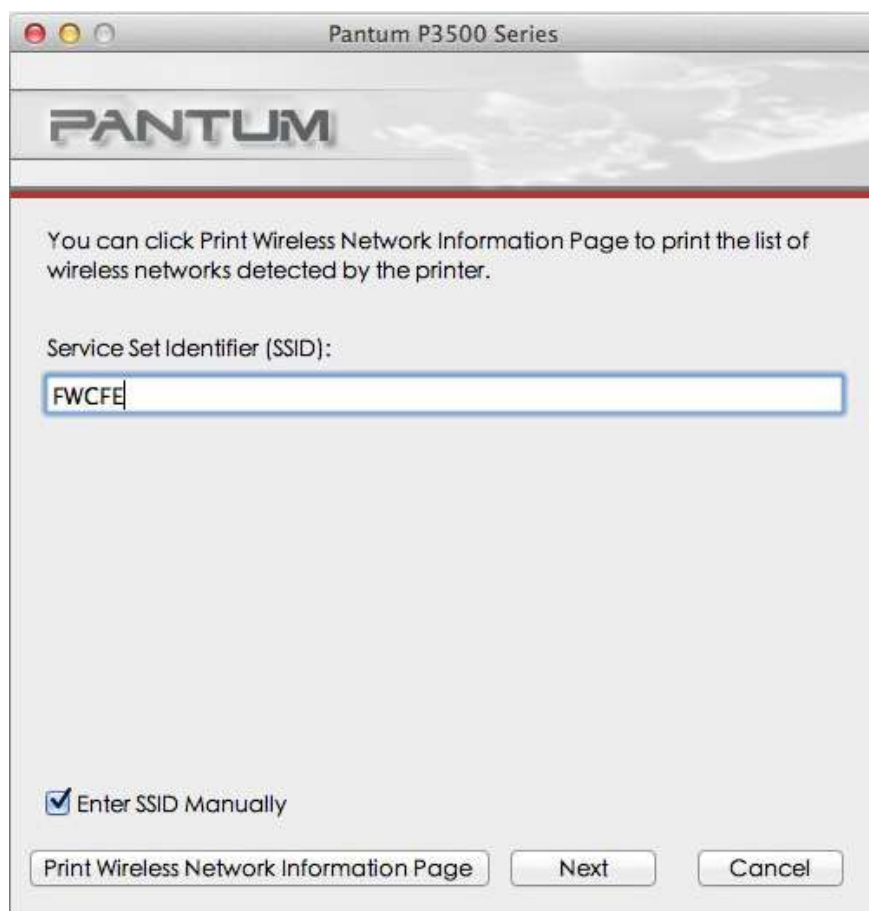 Pantum P3500 Series
PANTUM
You can click Print Wireless Network Information Page to print the list of
wireless networks detected by the printer.
Service Set Identifier (SSID):
FWCFE
Enter SSID Manually
Print Wireless Network Information Page Next Cancel